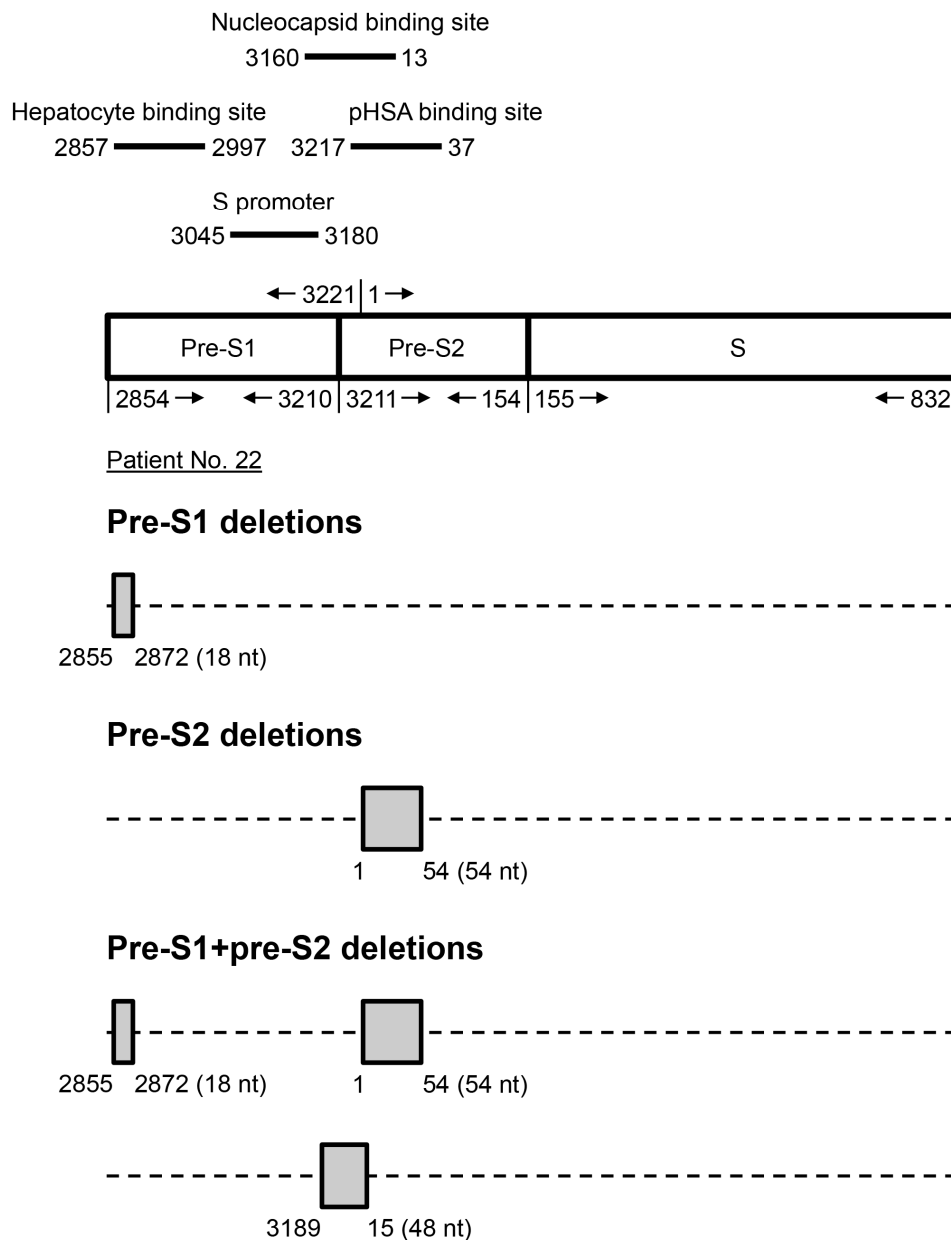 Nucleocapsid binding site
3160 13
Hepatocyte binding site pHSA binding site
2857 2997 3217 37
S promoter
3045 3180
← 3221 1 →
Pre-S1 Pre-S2 S
2854 → ← 3210 3211 → ← 154 155 → ← 832
Patient No. 22
Pre-S1 deletions
2855 2872 (18 nt)
Pre-S2 deletions
1 54 (54 nt)
Pre-S1+pre-S2 deletions
2855 2872 (18 nt) 1 54 (54 nt)
3189 15 (48 nt)